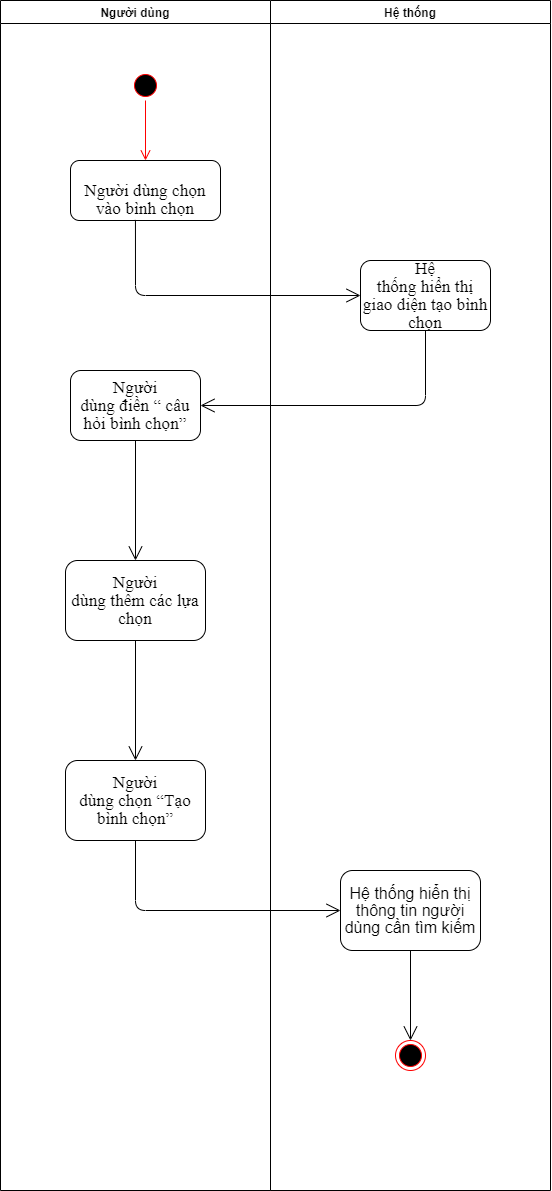 Người dùng
Hệ thống
Người dùng chọn
vào bình chọn
Hệ
thống hiển thị
giao diện tạo bình
chọn
Người
dùng điền “ câu
hỏi bình chọn”
Người
dùng thêm các lựa
chọn
Người
dùng chọn “Tạo
bình chọn”
Hệ thống hiển thị
thông tin người
dùng cần tìm kiếm